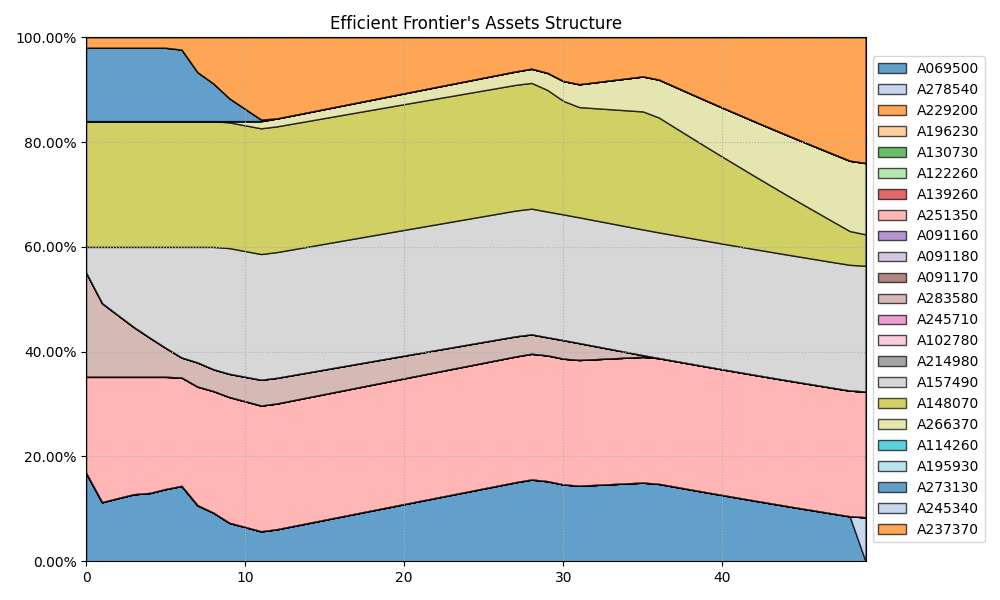 Efficient Frontier's Assets Structure
100.00%
80.00%
60.00%
40.00%
20.00%
0.00%
0
10
20
30
40
A069500
A278540
A229200
A196230
A130730
A122260
A139260
A251350
A091160
A091180
A091170
A283580
A245710
A102780
A214980
A157490
A148070
A266370
A114260
A195930
A273130
A245340
A237370